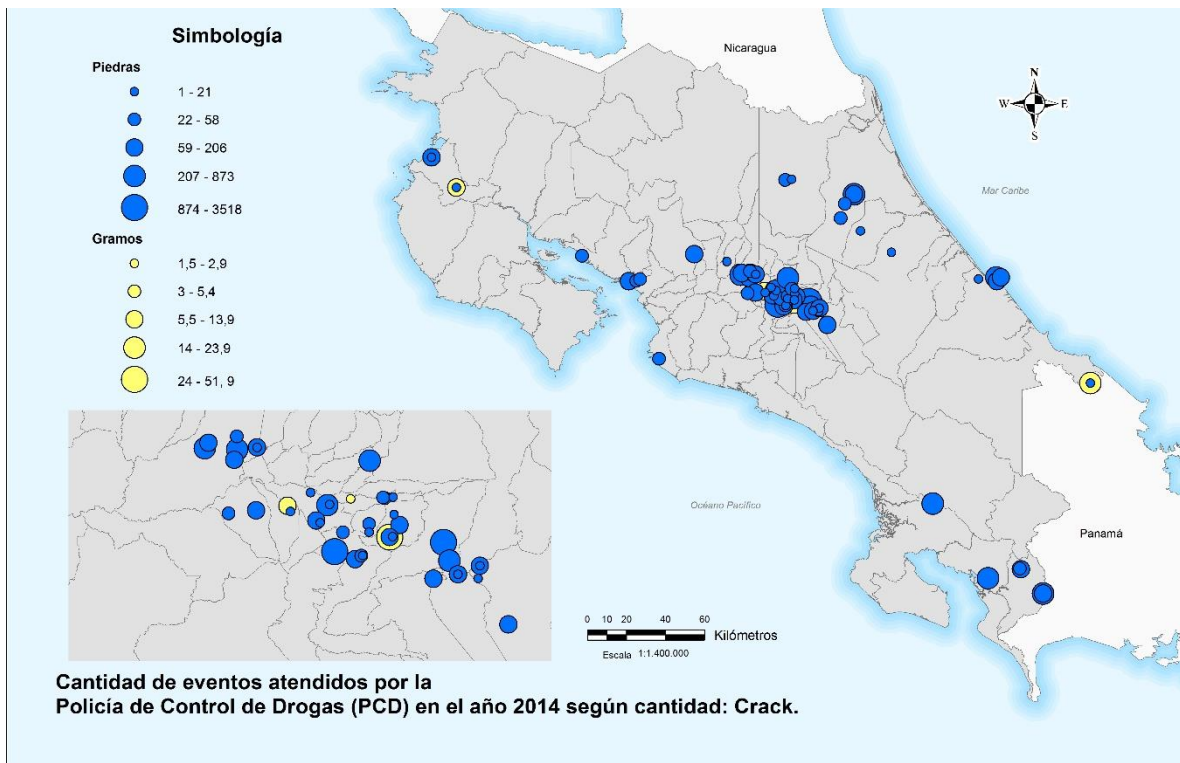 Simbología
Piedras
1 - 21
22 - 58
59 - 206
207 - 873
874 - 3518
Gramos
1,5 - 2,9
3 - 5,4
5,5 - 13,9
14 - 23,9
24 - 51, 9
Nicaragua
N
W
E
S
Mar Caribe
Océano Pacífico
Panamá
0 10 20 40 60
Kilómetros
Escala 1:1.400.000
Cantidad de eventos atendidos por la
Policía de Control de Drogas (PCD) en el año 2014 según cantidad: Crack.